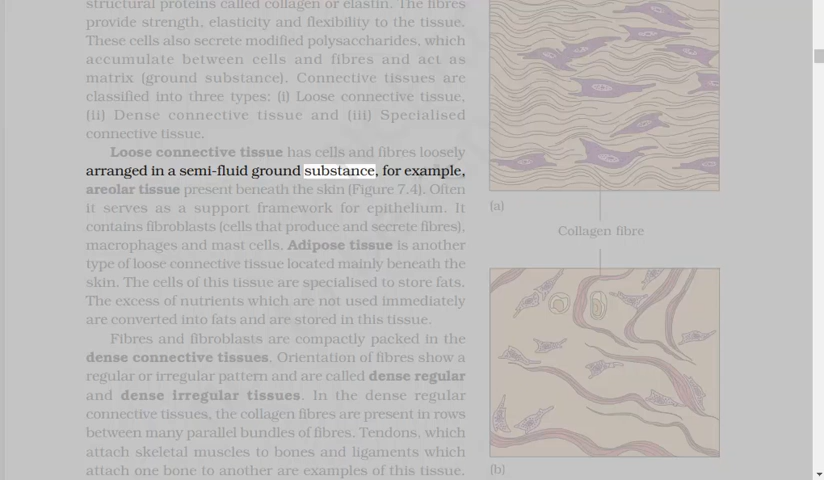 structural proteins called collagen or elastin. The fibres
provide strength, elasticity and flexibility to the tissue.
These cells also secrete modified polysaccharides, which
accumulate between cells and fibres and act as
matrix (ground substance). Connective tissues are
classified into three types: (i) Loose connective tissue,
(ii) Dense connective tissue and (iii) Specialised
connective tissue.
Loose connective tissue has cells and fibres loosely
arranged in a semi-fluid ground substance, for example,
areolar tissue present beneath the skin (Figure 7.4). Often
it serves as a support framework for epithelium. It
contains fibroblasts (cells that produce and secrete fibres),
macrophages and mast cells. Adipose tissue is another
type of loose connective tissue located mainly beneath the
skin. The cells of this tissue are specialised to store fats.
The excess of nutrients which are not used immediately
are converted into fats and are stored in this tissue.
Fibres and fibroblasts are compactly packed in the
dense connective tissues. Orientation of fibres show a
regular or irregular pattern and are called dense regular
and dense irregular tissues. In the dense regular
connective tissues, the collagen fibres are present in rows
between many parallel bundles of fibres. Tendons, which
attach skeletal muscles to bones and ligaments which
attach one bone to another are examples of this tissue.
(a)
Collagen fibre
(b)